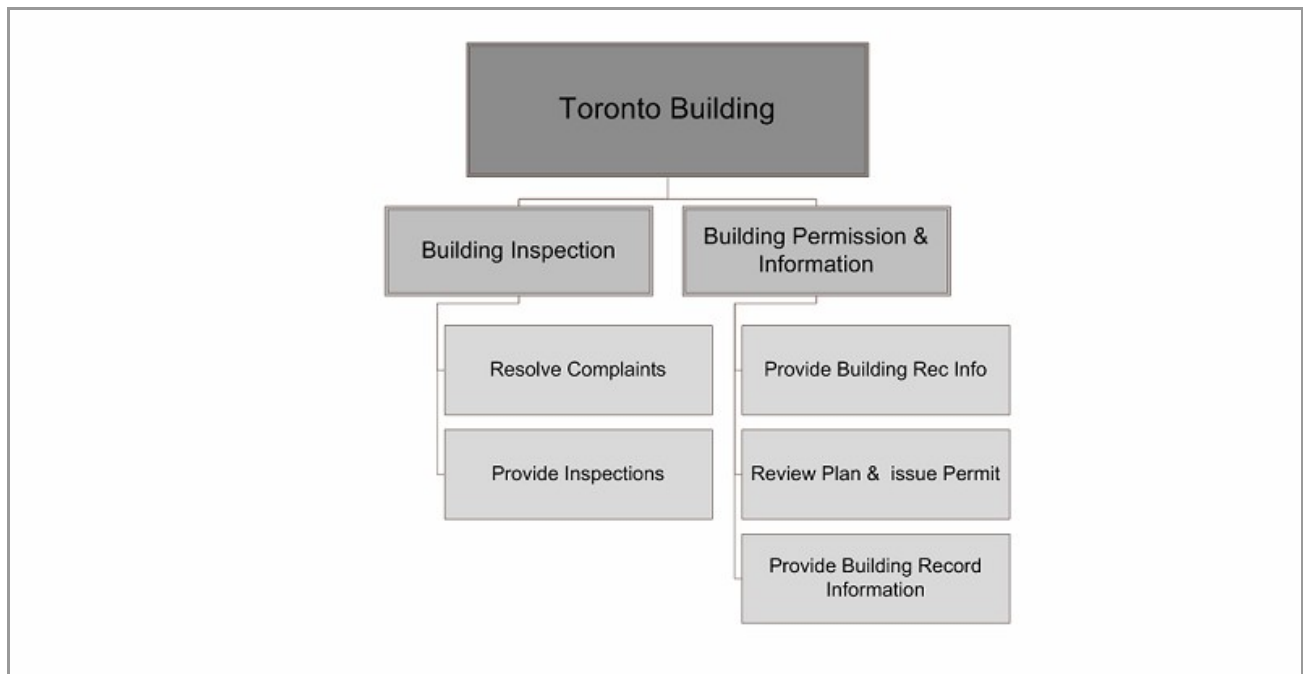 Toronto Building
Building Inspection
Building Permission &
Information
Resolve Complaints
Provide Building Rec Info
Provide Inspections
Review Plan &  issue Permit
Provide Building Record
Information